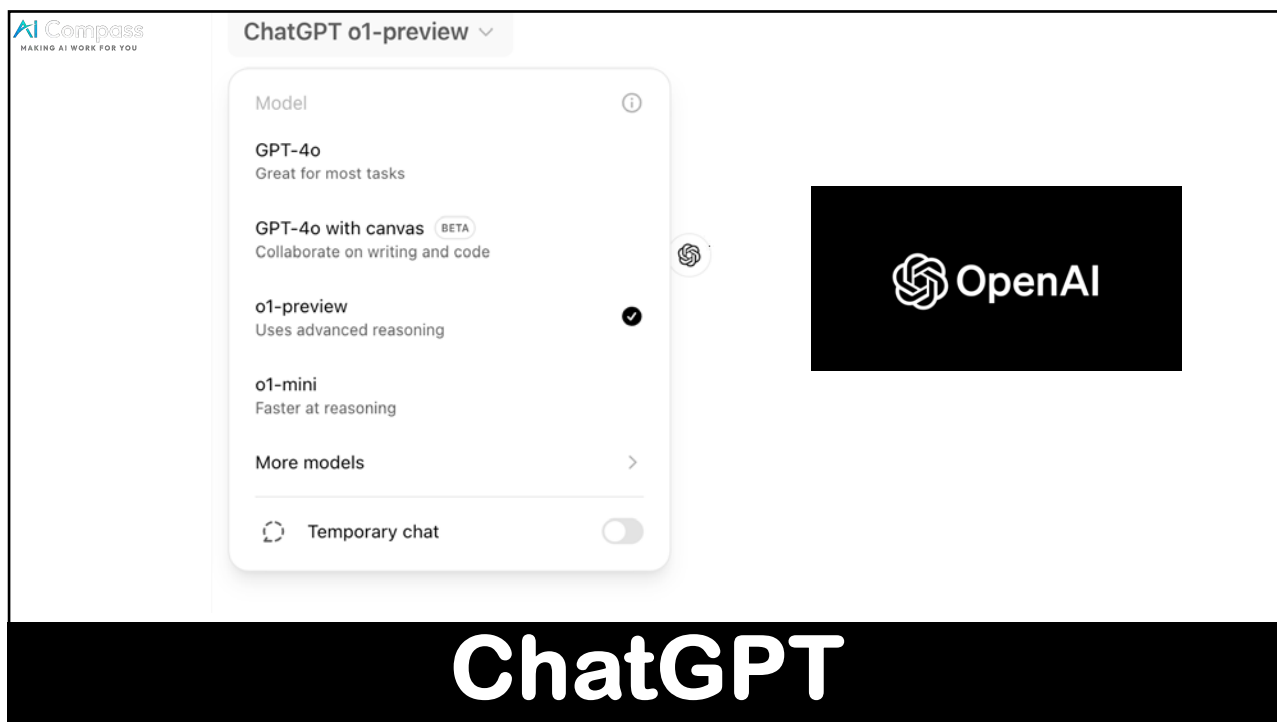 AI Compass
MAKING AI WORK FOR YOU
ChatGPT o1-preview
Model
GPT-4o
Great for most tasks
GPT-4o with canvas BETA
Collaborate on writing and code
o1-preview
Uses advanced reasoning
o1-mini
Faster at reasoning
More models
Temporary chat
OpenAI
ChatGPT